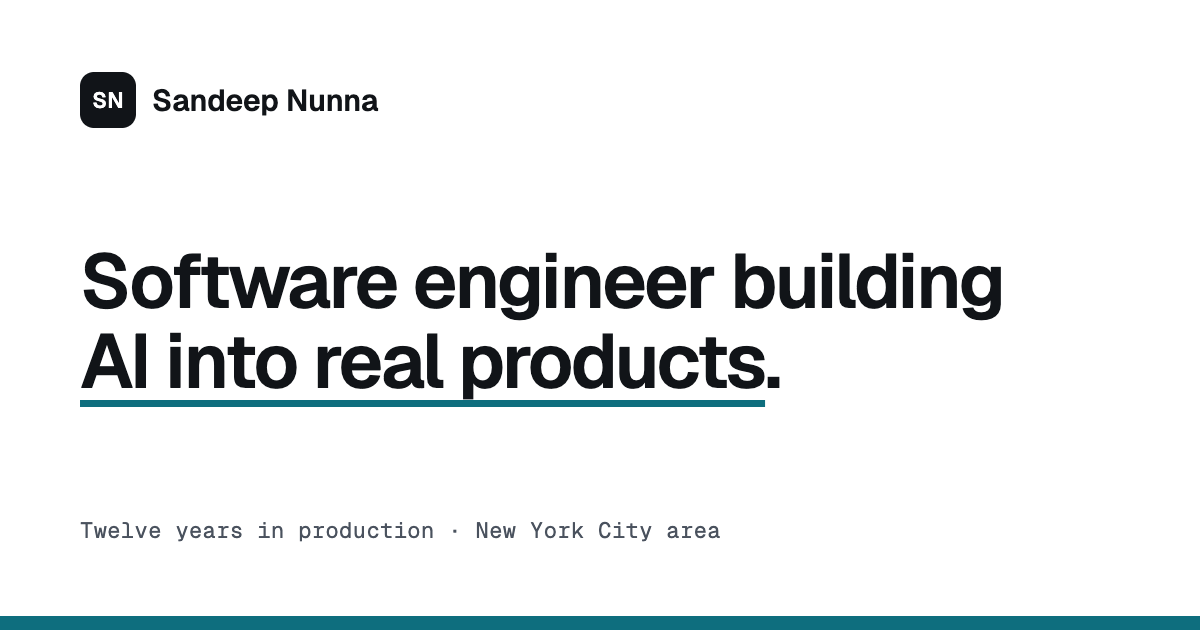 SN
Sandeep Nunna
Software engineer building
AI into real products.
Twelve years in production · New York City area